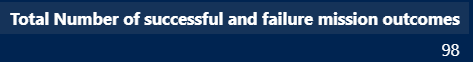 Total Number of successful and failure mission outcomes
98